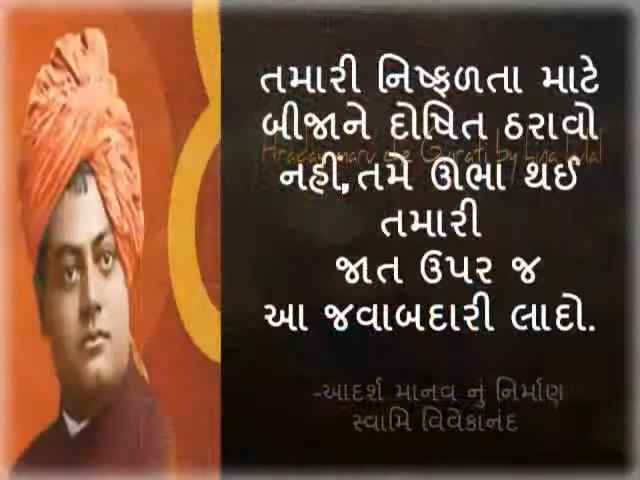 તમારી નિષ્ફળતા માટે
બીજાને દોષિત ઠરાવો
નહીં,તમે ઊભા થઈ
તમારી
જાત ઉપર જ
આ જવાબદારી લાદો.
-આદર્શ માનવ નું નિર્માણ
સ્વામિ વિવેકાનંદ